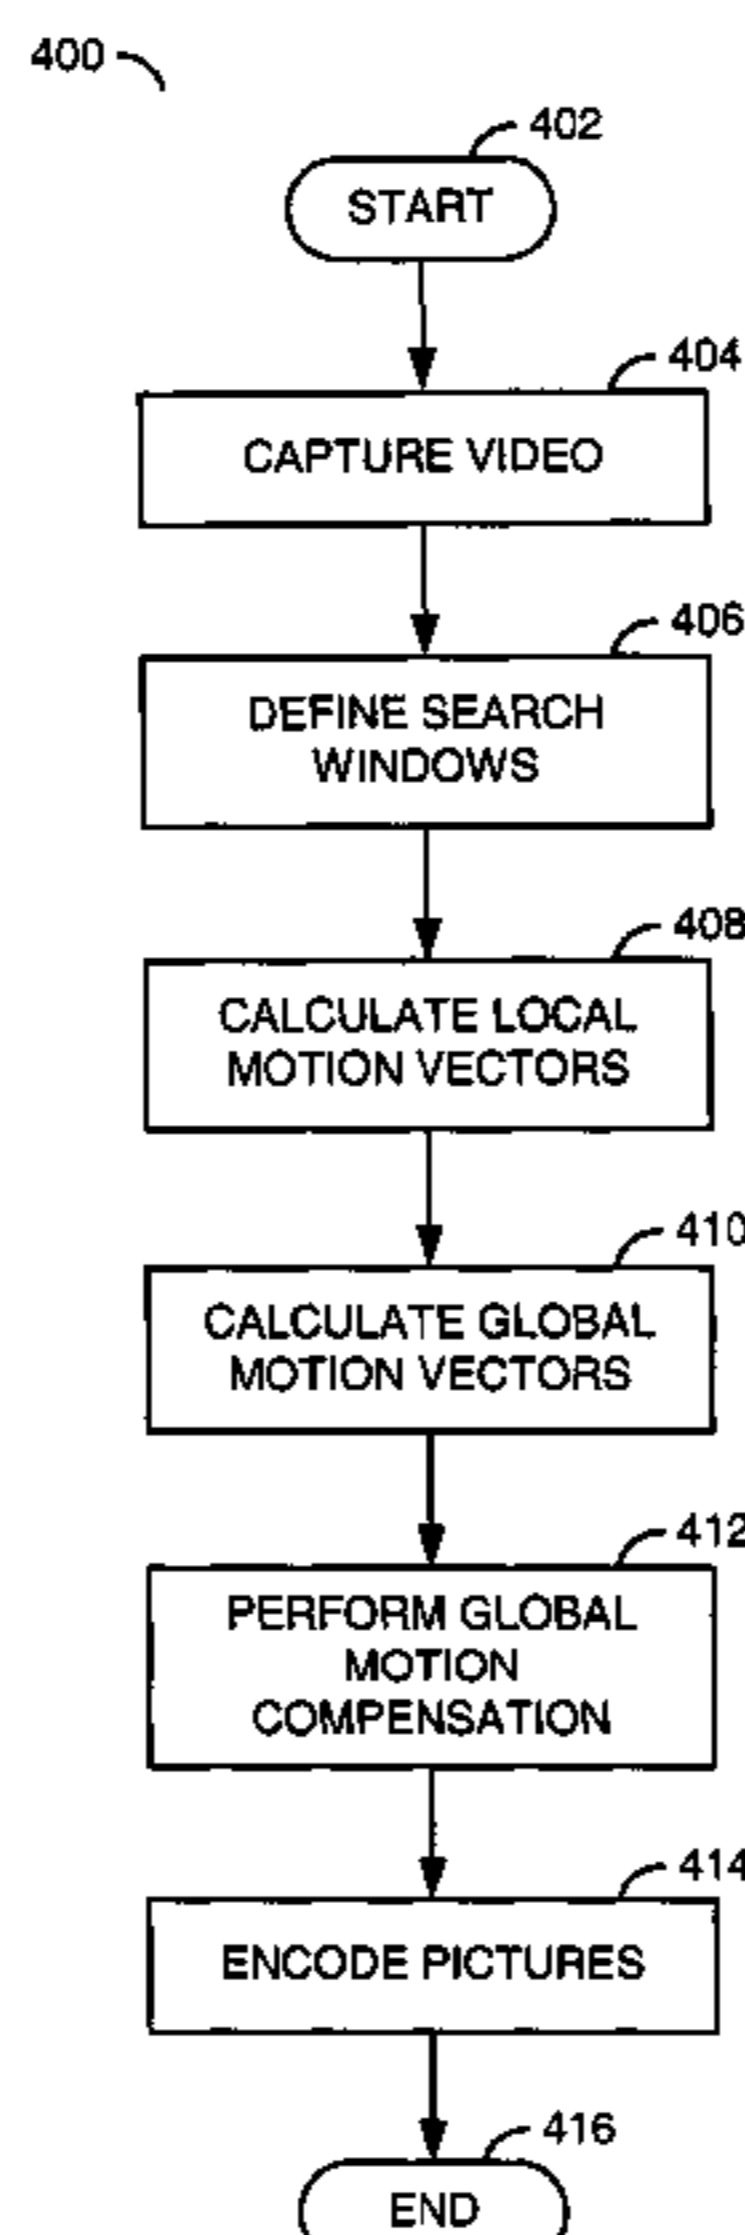 400
402
START
404
CAPTURE VIDEO
406
DEFINE SEARCH
WINDOWS
408
CALCULATE LOCAL
MOTION VECTORS
410
CALCULATE GLOBAL
MOTION VECTORS
412
PERFORM GLOBAL
MOTION
COMPENSATION
414
ENCODE PICTURES
416
END